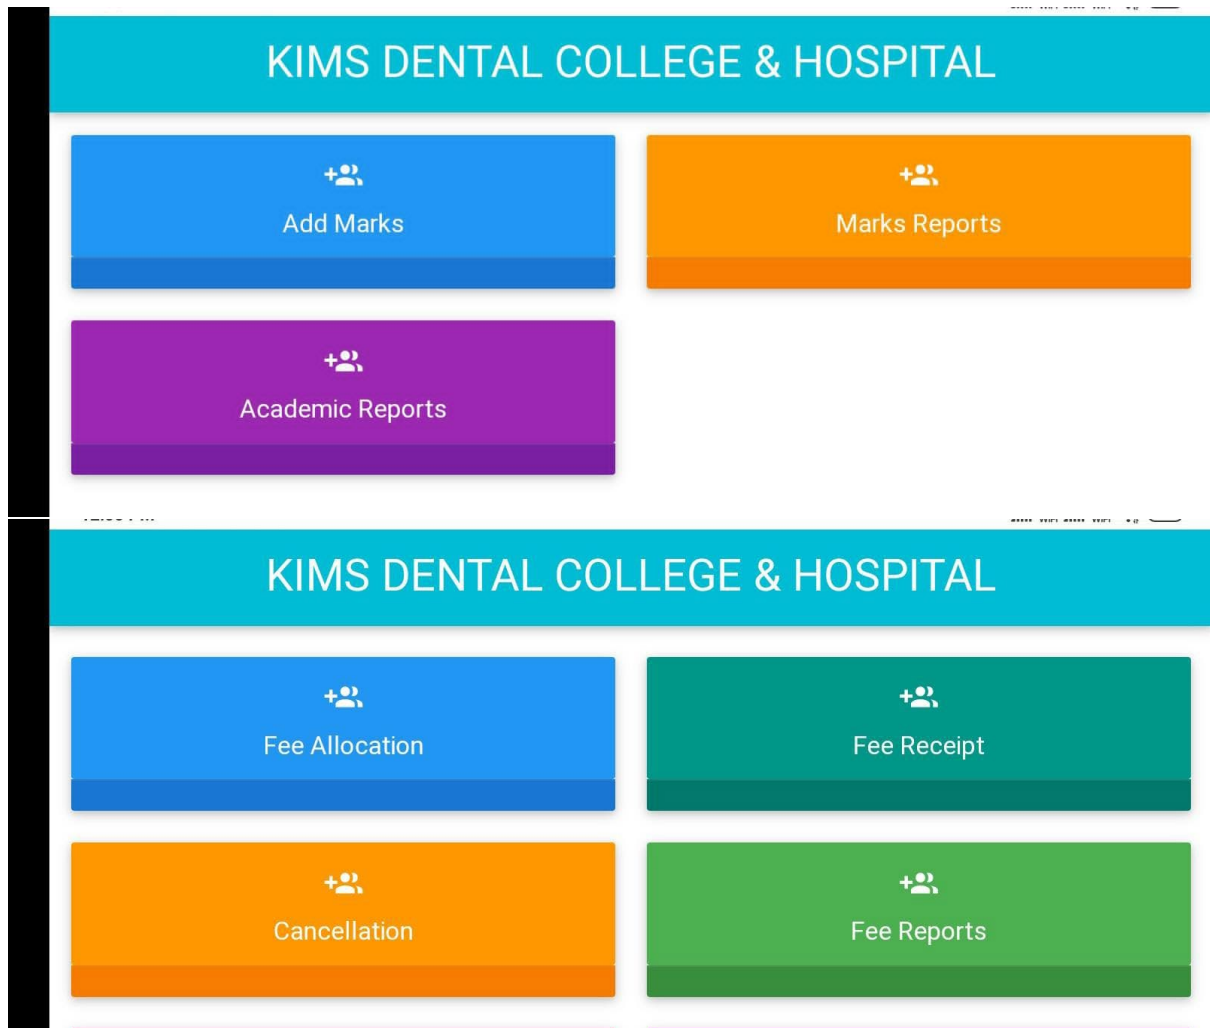 KIMS DENTAL COLLEGE & HOSPITAL
Add Marks
Marks Reports
Academic Reports
KIMS DENTAL COLLEGE & HOSPITAL
Fee Allocation
Fee Receipt
Cancellation
Fee Reports